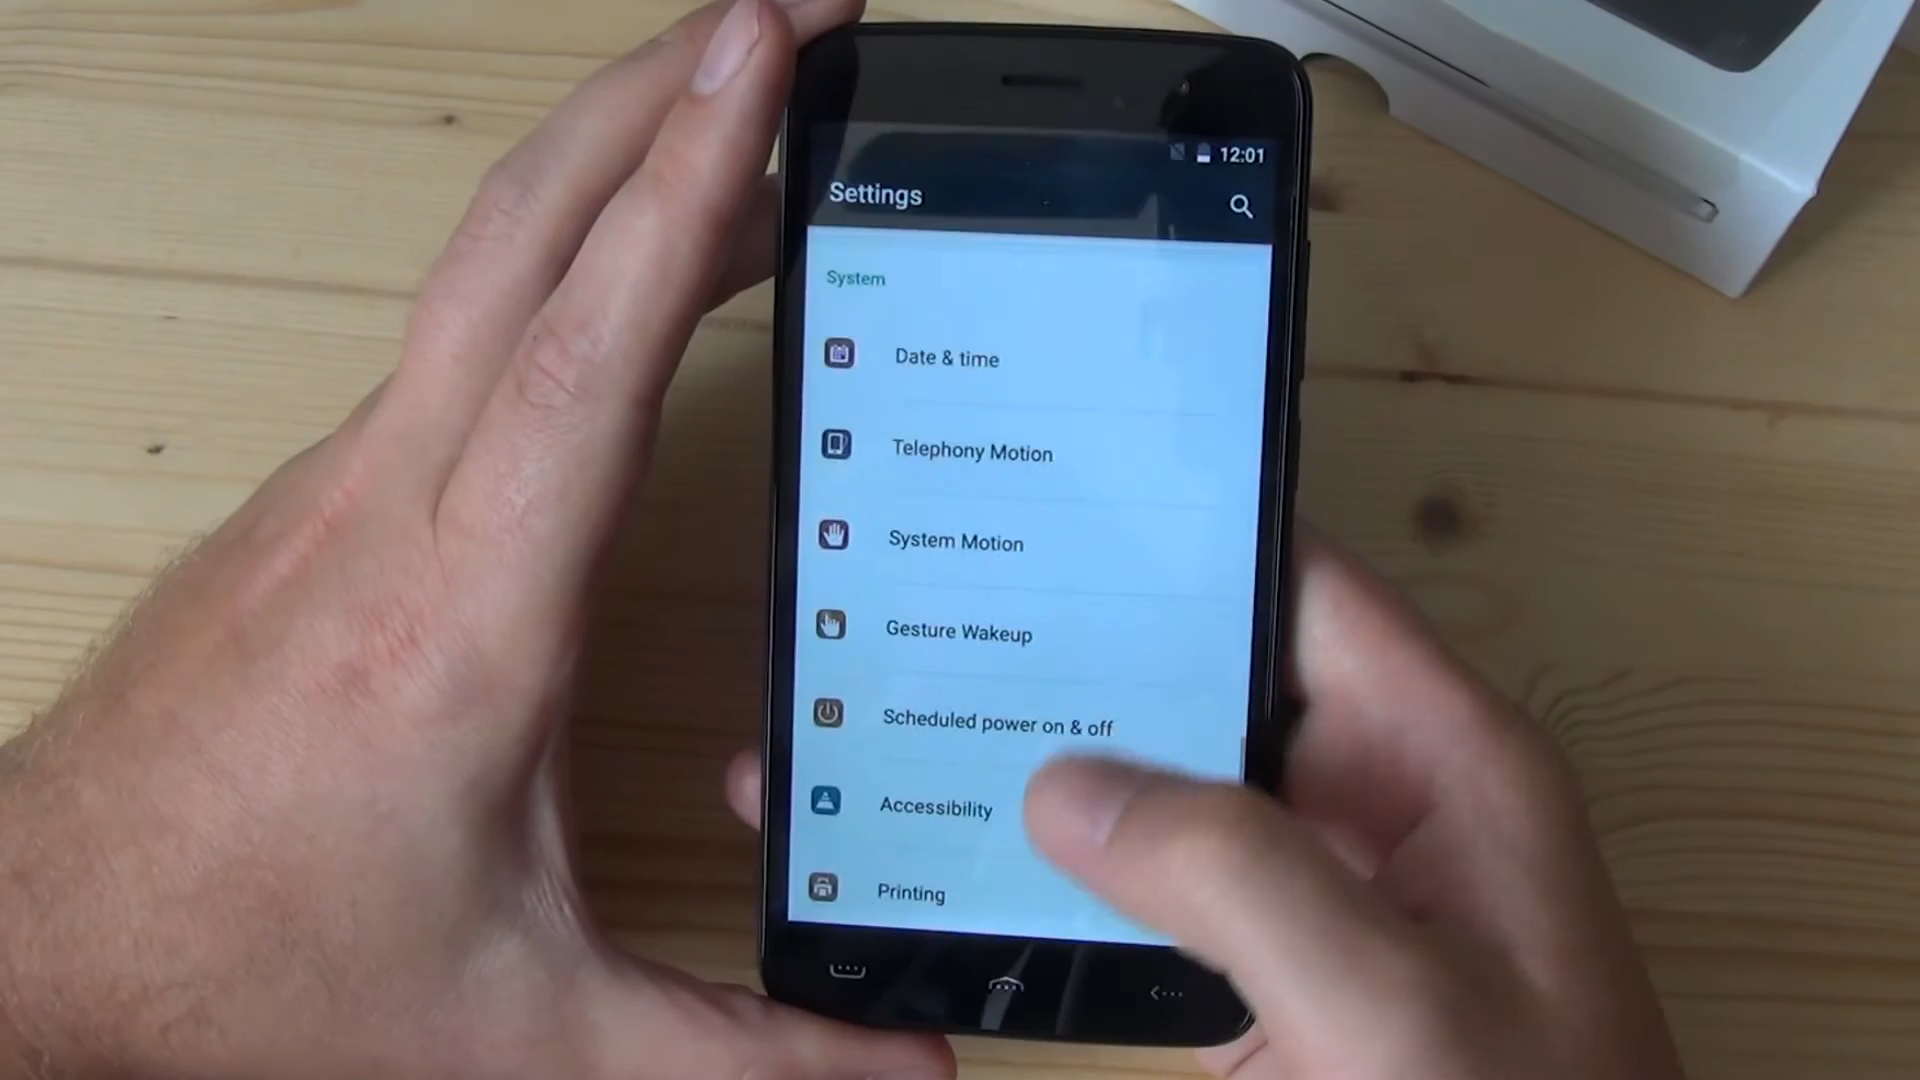 12:01
Settings
System
Date & time
Telephony Motion
System Motion
Gesture Wakeup
Scheduled power on & off
Accessibility
Printing